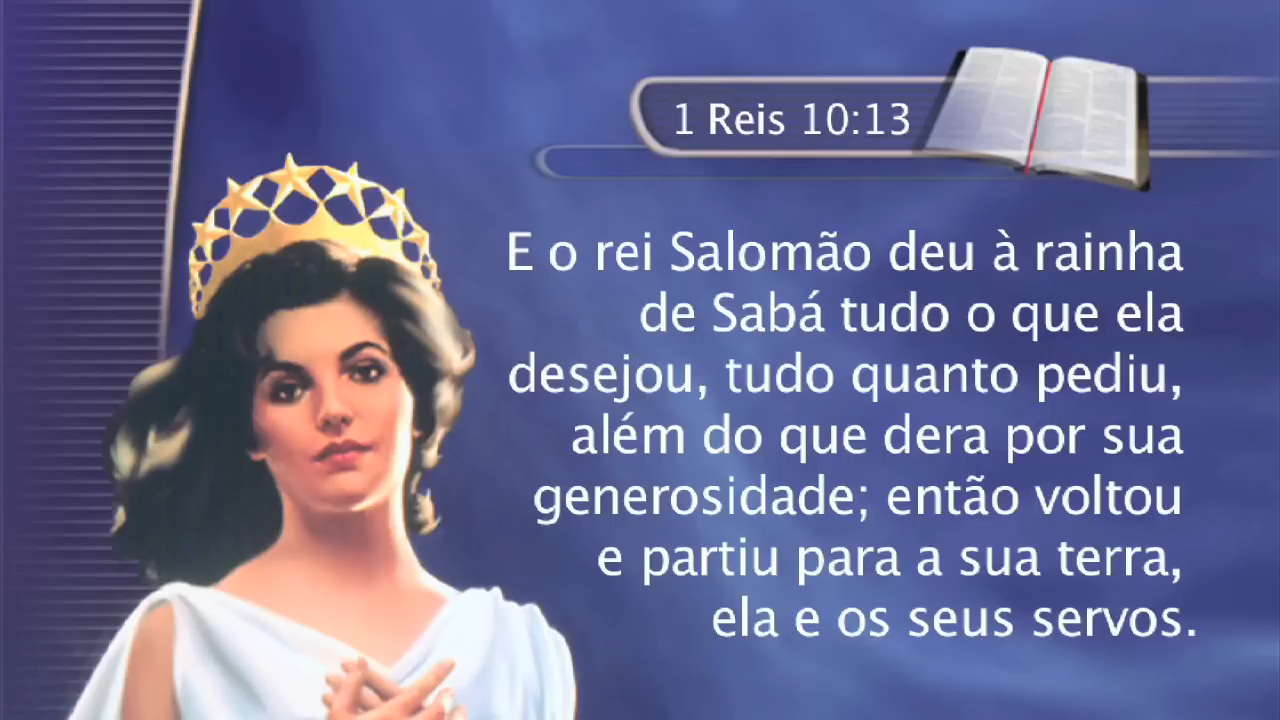 1 Reis 10:13
E o rei Salomão deu à rainha
de Sabá tudo o que ela
desejou, tudo quanto pediu,
além do que dera por sua
generosidade; então voltou
e partiu para a sua terra,
ela e os seus servos.